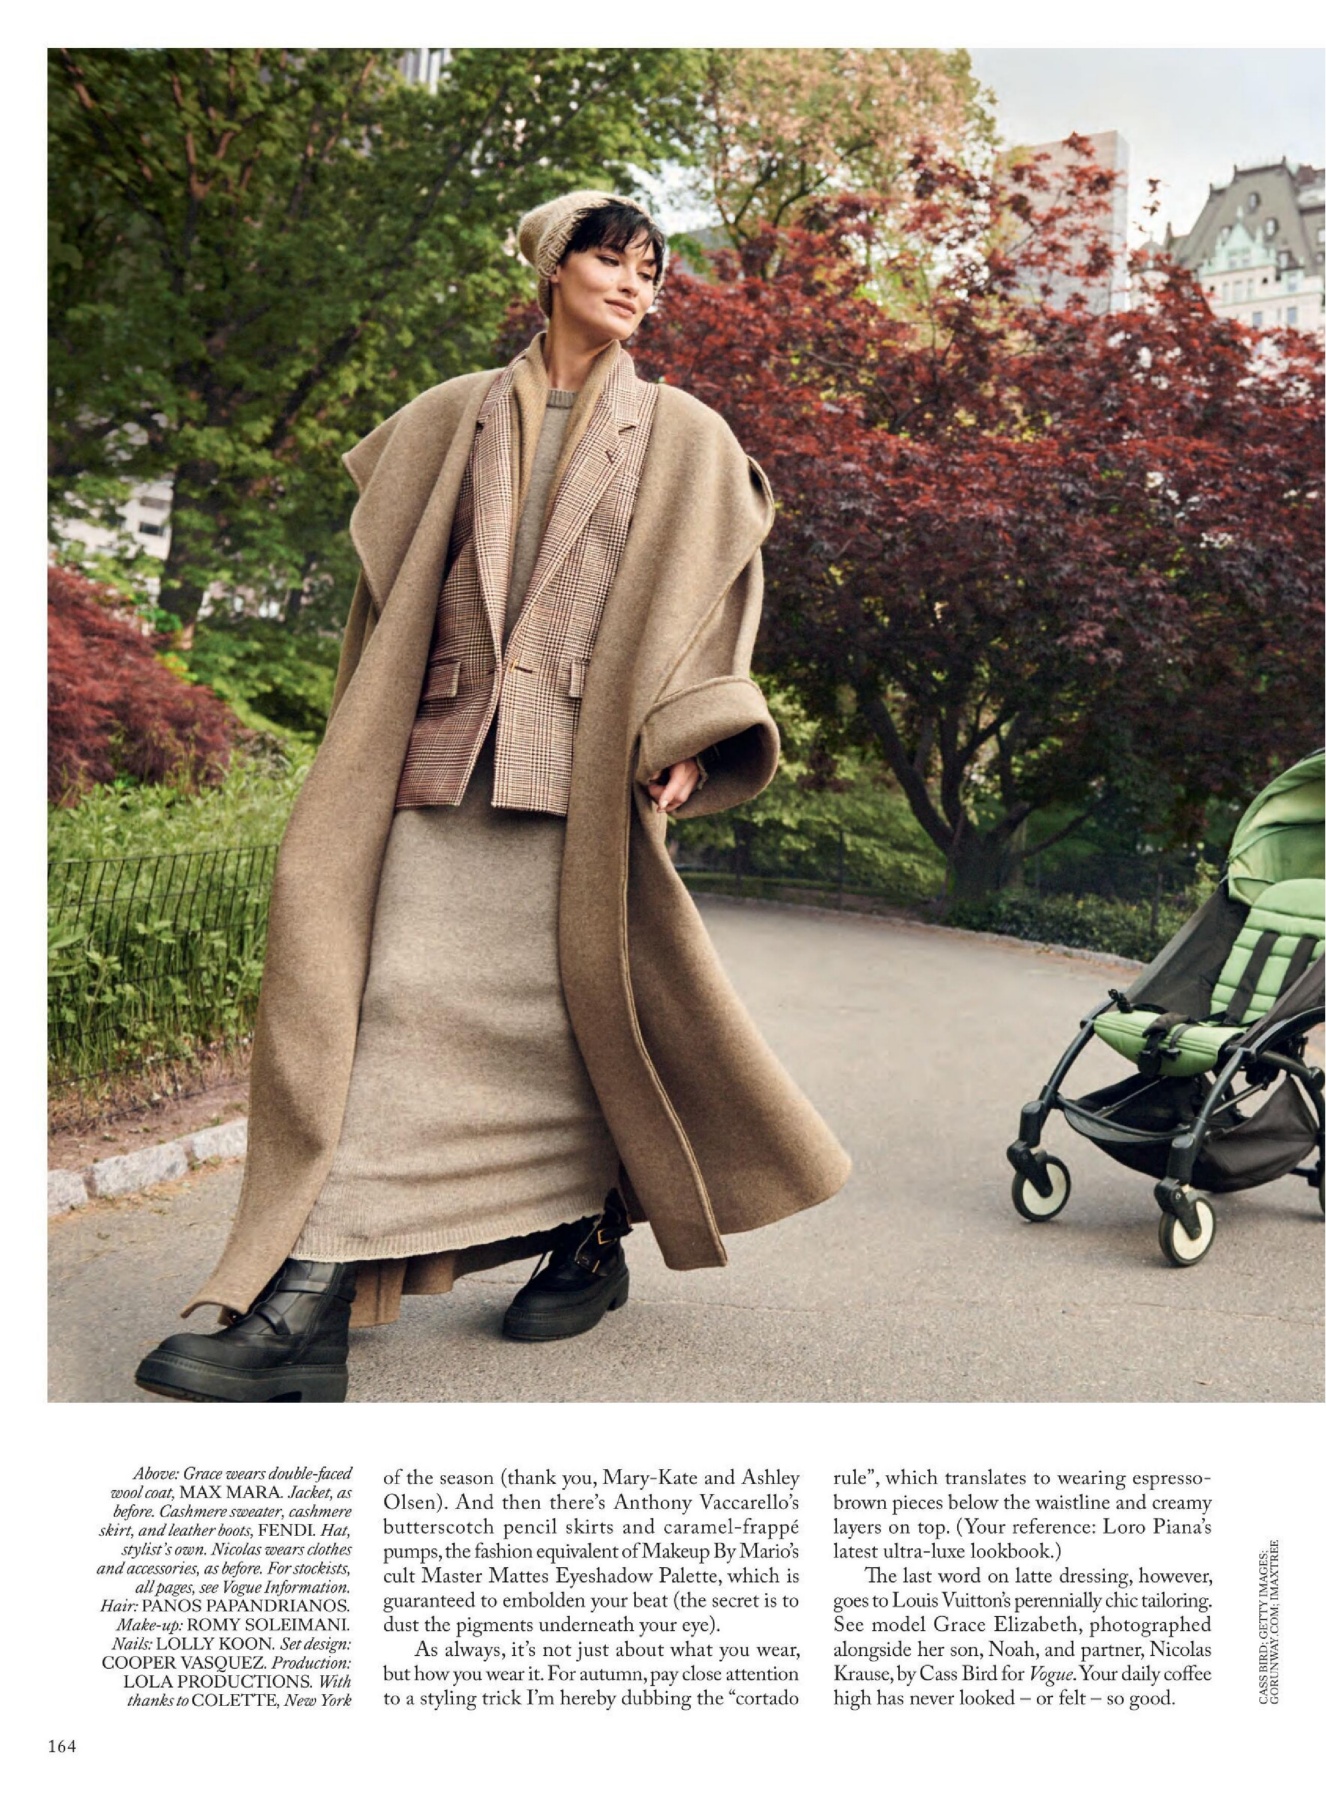 Above: Grace wears double-faced
wool coat, MAX MARA. Jacket, as
before. Cashmere sweater, cashmere
skirt, and leather boots, FENDI. Hat,
stylist's own. Nicolas wears clothes
and accessories, as before. For stockists,
all pages, see Vogue Information.
Hair: PANOS PAPANDRIANOS.
Make-up: ROMY SOLEIMANI.
Nails: LOLLY KOON. Set design:
COOPER VASQUEZ. Production:
LOLA PRODUCTIONS. With
thanks to COLETTE, New York
of the season (thank you, Mary-Kate and Ashley
Olsen). And then there's Anthony Vaccarello's
butterscotch pencil skirts and caramel-frappé
pumps, the fashion equivalent of Makeup By Mario's
cult Master Mattes Eyeshadow Palette, which is
guaranteed to embolden your beat (the secret is to
dust the pigments underneath your eye).
As always, it's not just about what you wear,
but how you wear it. For autumn, pay close attention
to a styling trick I'm hereby dubbing the "cortado
rule", which translates to wearing espresso-
brown pieces below the waistline and creamy
layers on top. (Your reference: Loro Piana's
latest ultra-luxe lookbook.)
The last word on latte dressing, however,
goes to Louis Vuitton's perennially chic tailoring.
See model Grace Elizabeth, photographed
alongside her son, Noah, and partner, Nicolas
Krause, by Cass Bird for Vogue. Your daily coffee
high has never looked – or felt – so good.
CASS BIRD; GETTY IMAGES;
GORUNWAY.COM; IMAXTREE
164